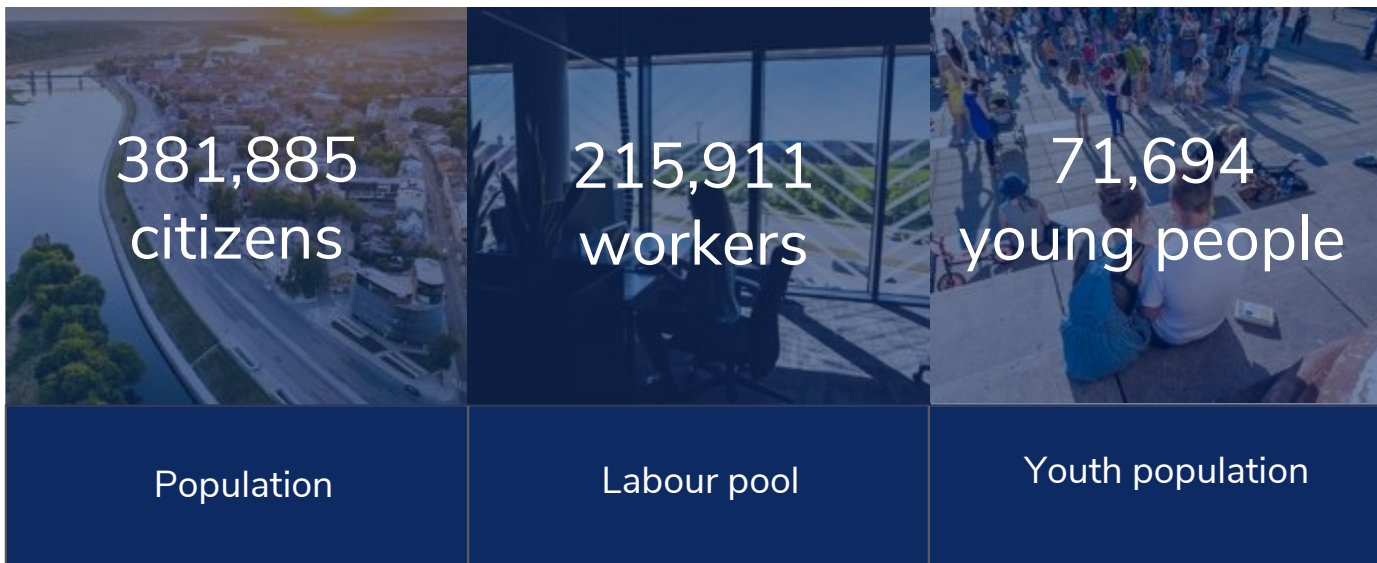 381,885
citizens
215,911
workers
71,694
young people
Population
Labour pool
Youth population